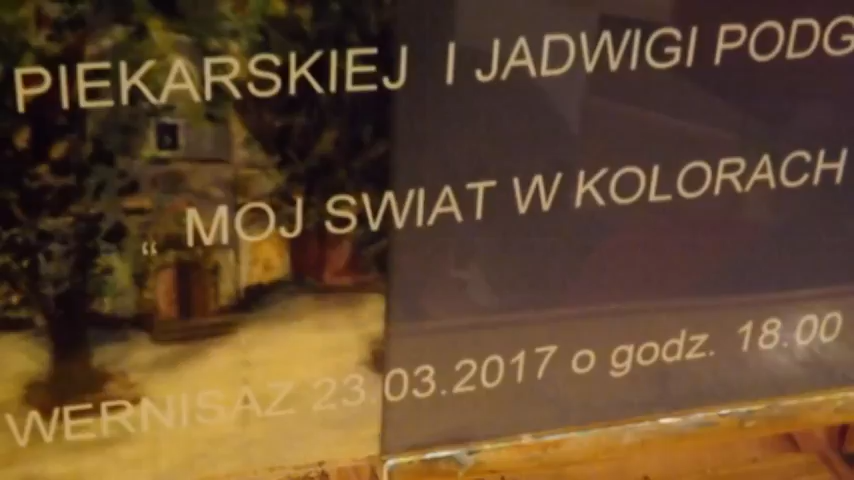 PIEKARSKIEJ I JADWIGI
„ MOJ SWIAT W KOLORACH
WERNISAZ 23.03.2017 o godz. 18.00